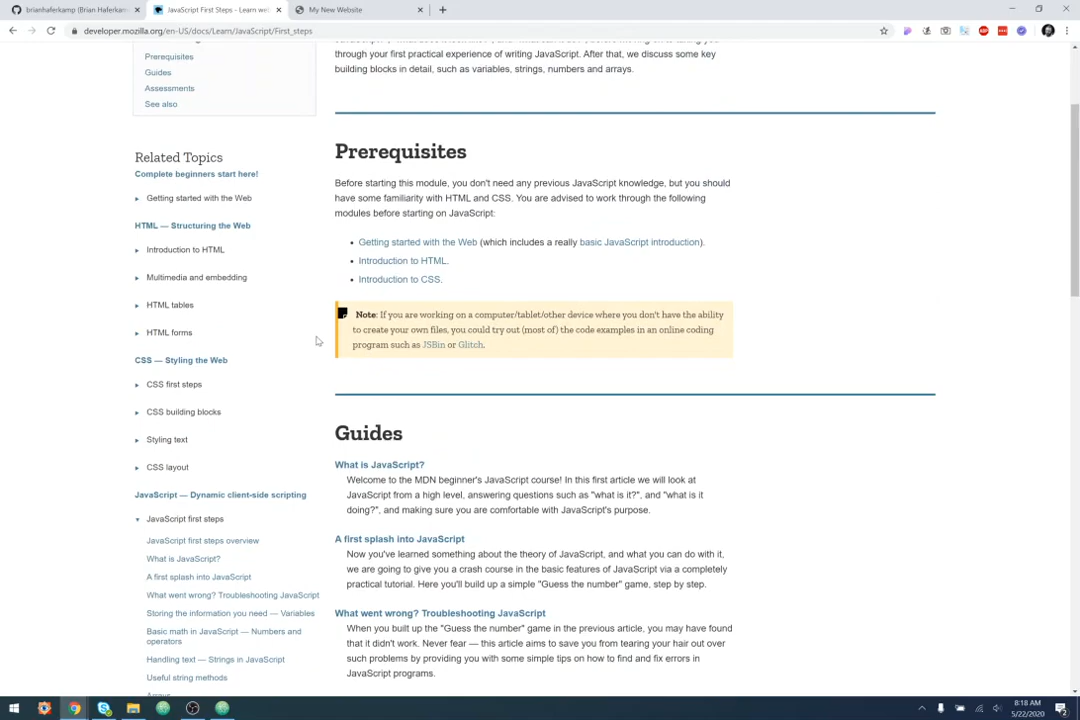 brianhaferkamp (Brian Haferkam
JavaScript First Steps - Learn we
My New Website
developer.mozilla.org/en-US/docs/Learn/JavaScript/First_steps
through your first practical experience of writing JavaScript. After that, we discuss some key
building blocks in detail, such as variables, strings, numbers and arrays.
Prerequisites
Guides
Assessments
See also
Related Topics
Complete beginners start here!
Getting started with the Web
HTML — Structuring the Web
Introduction to HTML
Multimedia and embedding
HTML tables
HTML forms
CSS — Styling the Web
CSS first steps
CSS building blocks
Styling text
CSS layout
JavaScript — Dynamic client-side scripting
JavaScript first steps
JavaScript first steps overview
What is JavaScript?
A first splash into JavaScript
What went wrong? Troubleshooting JavaScript
Storing the information you need — Variables
Basic math in JavaScript — Numbers and
operators
Handling text — Strings in JavaScript
Useful string methods
Arrays
Prerequisites
Before starting this module, you don't need any previous JavaScript knowledge, but you should
have some familiarity with HTML and CSS. You are advised to work through the following
modules before starting on JavaScript:
• Getting started with the Web (which includes a really basic JavaScript introduction).
• Introduction to HTML.
• Introduction to CSS.
Note: If you are working on a computer/tablet/other device where you don't have the ability
to create your own files, you could try out (most of) the code examples in an online coding
program such as JSBin or Glitch.
Guides
What is JavaScript?
Welcome to the MDN beginner's JavaScript course! In this first article we will look at
JavaScript from a high level, answering questions such as "what is it?", and "what is it
doing?", and making sure you are comfortable with JavaScript's purpose.
A first splash into JavaScript
Now you've learned something about the theory of JavaScript, and what you can do with it,
we are going to give you a crash course in the basic features of JavaScript via a completely
practical tutorial. Here you'll build up a simple "Guess the number" game, step by step.
What went wrong? Troubleshooting JavaScript
When you built up the "Guess the number" game in the previous article, you may have found
that it didn't work. Never fear — this article aims to save you from tearing your hair out over
such problems by providing you with some simple tips on how to find and fix errors in
JavaScript programs.
8:18 AM
5/22/2020